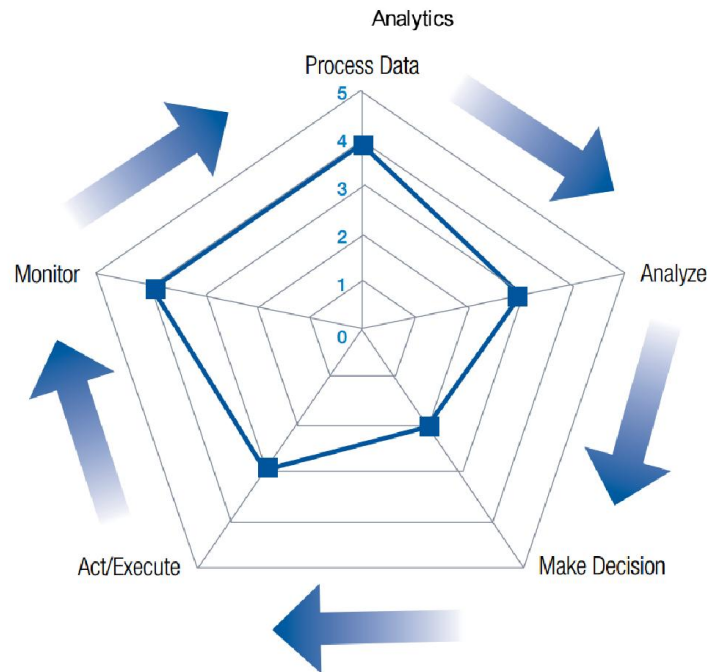 Analytics
Process Data
5
4
3
2
1
0
Monitor
Analyze
Act/Execute
Make Decision